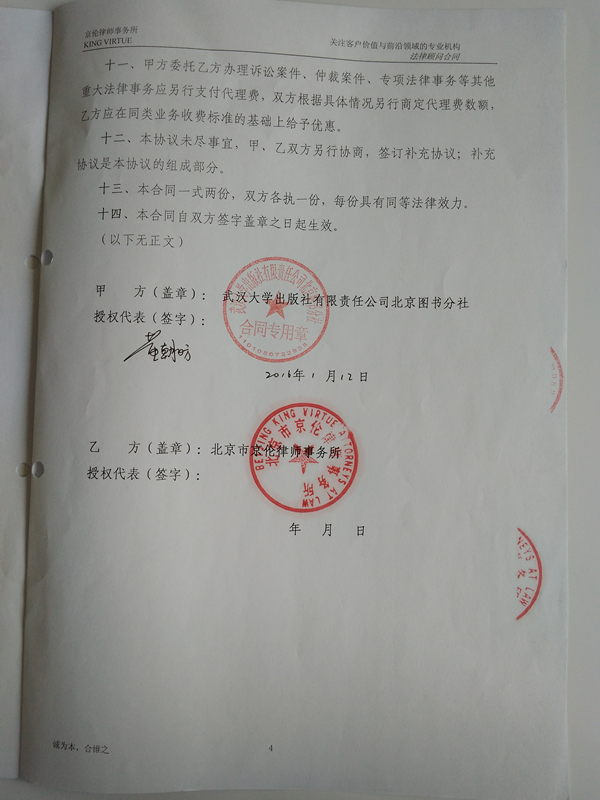 京伦律师事务所
KING VIRTUE
关注客户价值与前沿领域的专业机构
法律顾问合同
十一、甲方委托乙方办理诉讼案件、仲裁案件、专项法律事务等其他
重大法律事务应另行支付代理费，双方根据具体情况另行商定代理费数额，
乙方应在同类业务收费标准的基础上给予优惠。
十二、本协议未尽事宜，甲、乙双方另行协商，签订补充协议；补充
协议是本协议的组成部分。
十三、本合同一式两份，双方各执一份，每份具有同等法律效力。
十四、本合同自双方签字盖章之日起生效。
（以下无正文）
甲 方（盖章）：武汉大学出版社有限责任公司北京图书分社
授权代表（签字）：
合同专用章
2016年1月12日
乙 方（盖章）：北京市京伦律师事务所
授权代表（签字）：
BEIJING KING VIRTUE ATTORNEYS AT LAW
北京市京伦律师事务所
年 月 日
NEYS AT LAW
诚为本，合维之
4